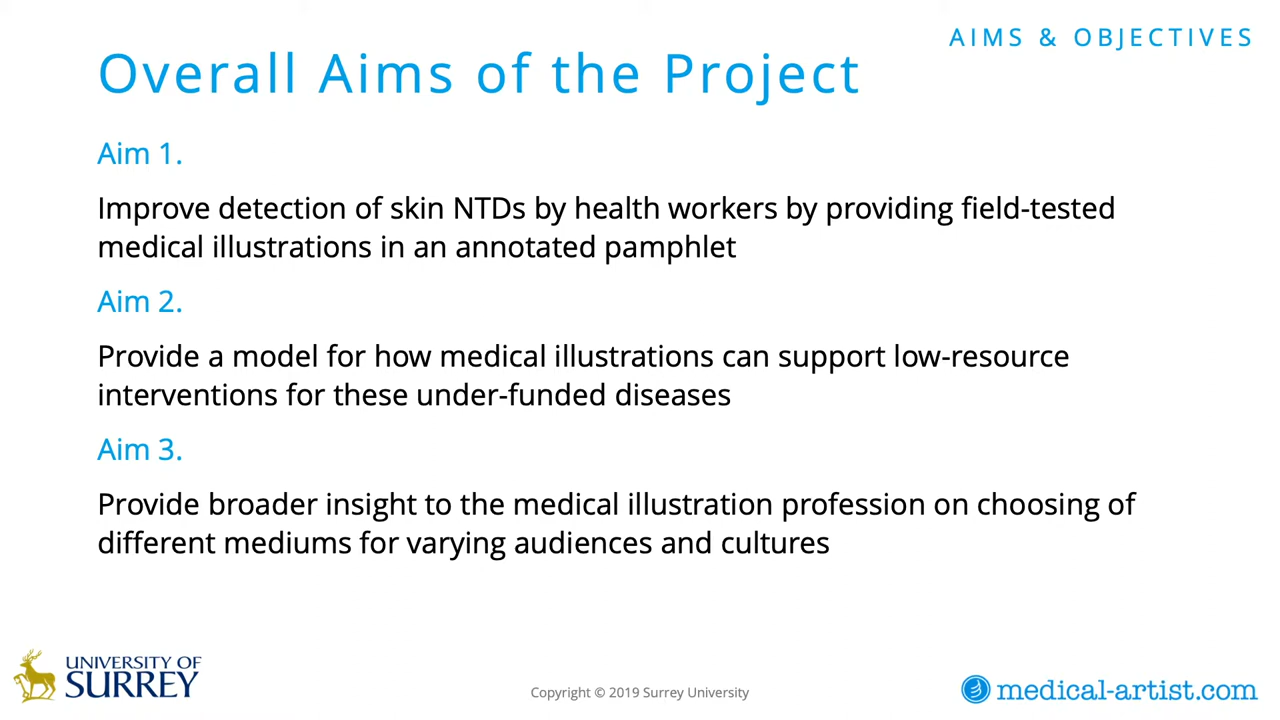 AIMS & OBJECTIVES
Overall Aims of the Project
Aim 1.
Improve detection of skin NTDs by health workers by providing field-tested
medical illustrations in an annotated pamphlet
Aim 2.
Provide a model for how medical illustrations can support low-resource
interventions for these under-funded diseases
Aim 3.
Provide broader insight to the medical illustration profession on choosing of
different mediums for varying audiences and cultures
UNIVERSITY OF
SURREY
Copyright © 2019 Surrey University
medical-artist.com